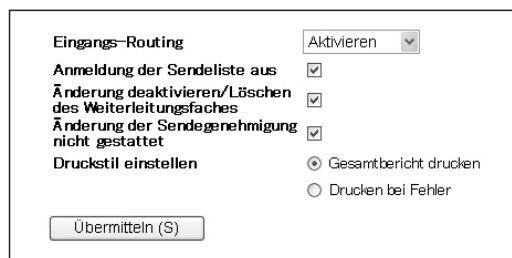 Eingangs-Routing Aktivieren
Anmeldung der Sendeliste aus
Änderung deaktivieren/Löschen
des Weiterleitungsfaches
Änderung der Sendegenehmigung
nicht gestattet
Druckstil einstellen Gesamtbericht drucken
Drucken bei Fehler
Übermitteln (S)